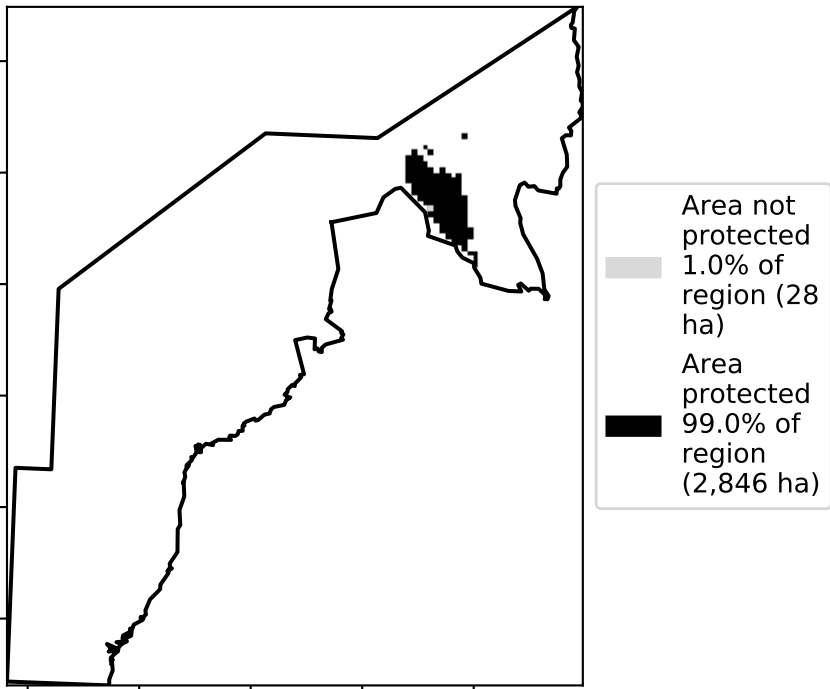 Area not
protected
1.0% of
region (28
ha)
Area
protected
99.0% of
region
(2,846 ha)